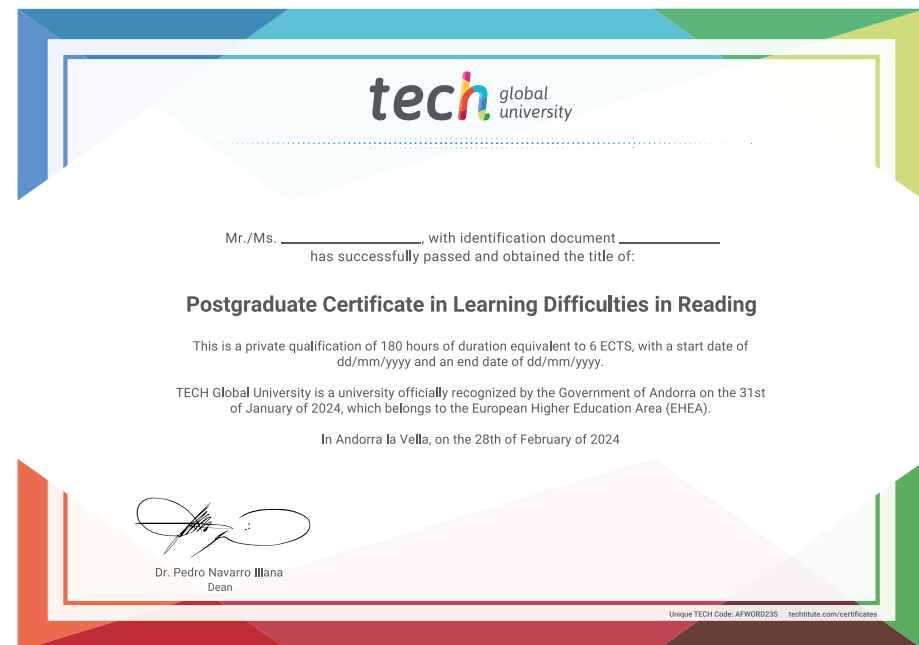 tech global university
Mr./Ms. ____________________, with identification document ______________
has successfully passed and obtained the title of:
Postgraduate Certificate in Learning Difficulties in Reading
This is a private qualification of 180 hours of duration equivalent to 6 ECTS, with a start date of
dd/mm/yyyy and an end date of dd/mm/yyyy.
TECH Global University is a university officially recognized by the Government of Andorra on the 31st
of January of 2024, which belongs to the European Higher Education Area (EHEA).
In Andorra la Vella, on the 28th of February of 2024
Dr. Pedro Navarro Illana
Dean
Unique TECH Code: AFWORD23S techtitute.com/certificates